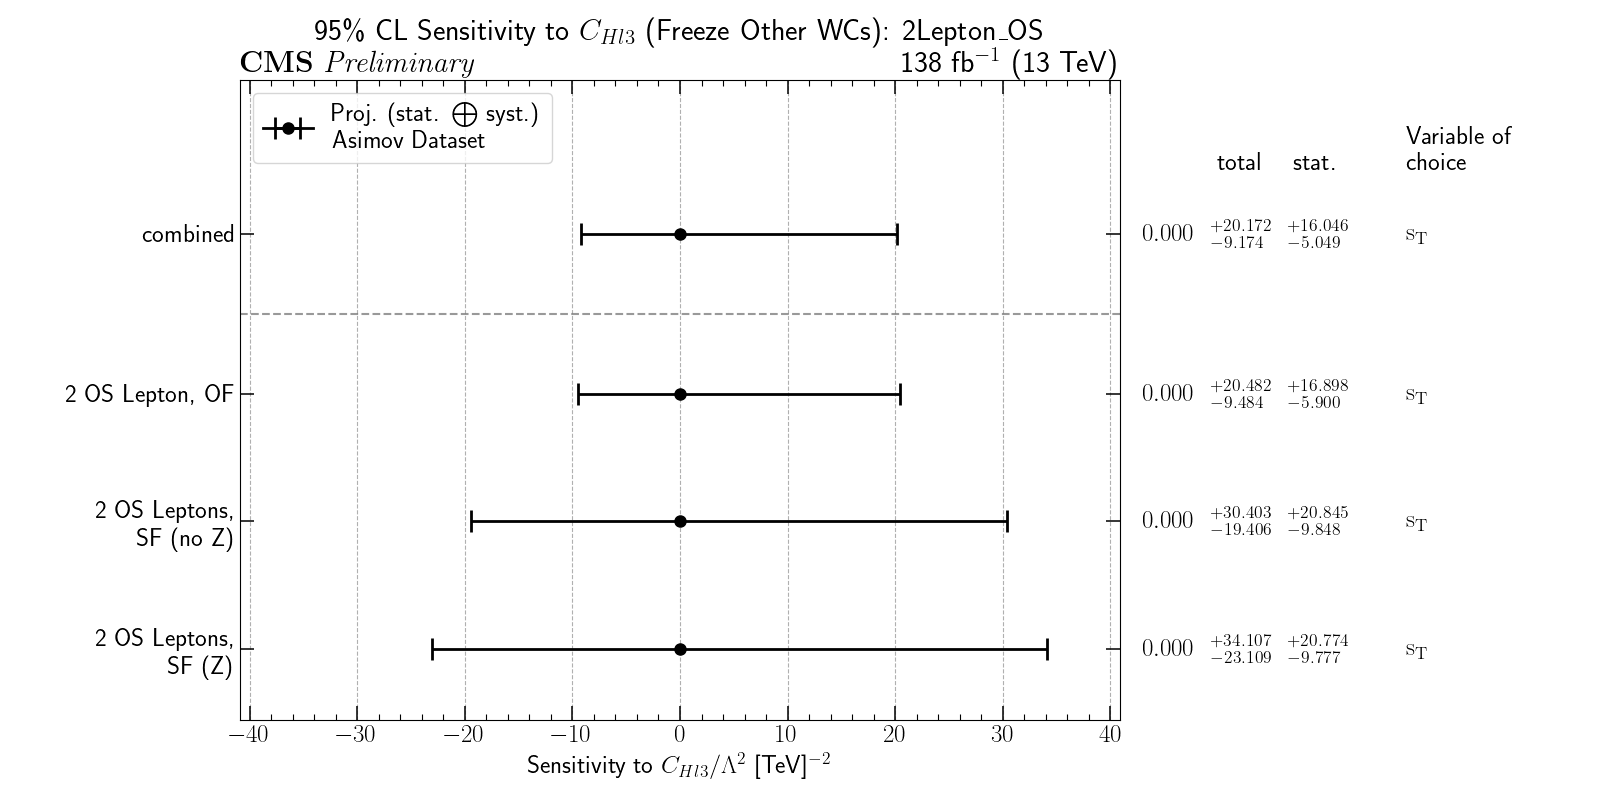 95% CL Sensitivity to C_{Hl3} (Freeze Other WCs): 2Lepton_OS
CMS Preliminary 138 fb^{−1} (13 TeV)
Proj. (stat. ⨁ syst.)
Asimov Dataset
Variable of
choice
total stat.
combined 0.000 +20.172 −9.174 +16.046 −5.049 s_T
2 OS Lepton, OF 0.000 +20.482 −9.484 +16.898 −5.900 s_T
2 OS Leptons,
SF (no Z) 0.000 +30.403 −19.406 +20.845 −9.848 s_T
2 OS Leptons,
SF (Z) 0.000 +34.107 −23.109 +20.774 −9.777 s_T
−40 −30 −20 −10 0 10 20 30 40
Sensitivity to C_{Hl3}/Λ^2 [TeV]^{−2}